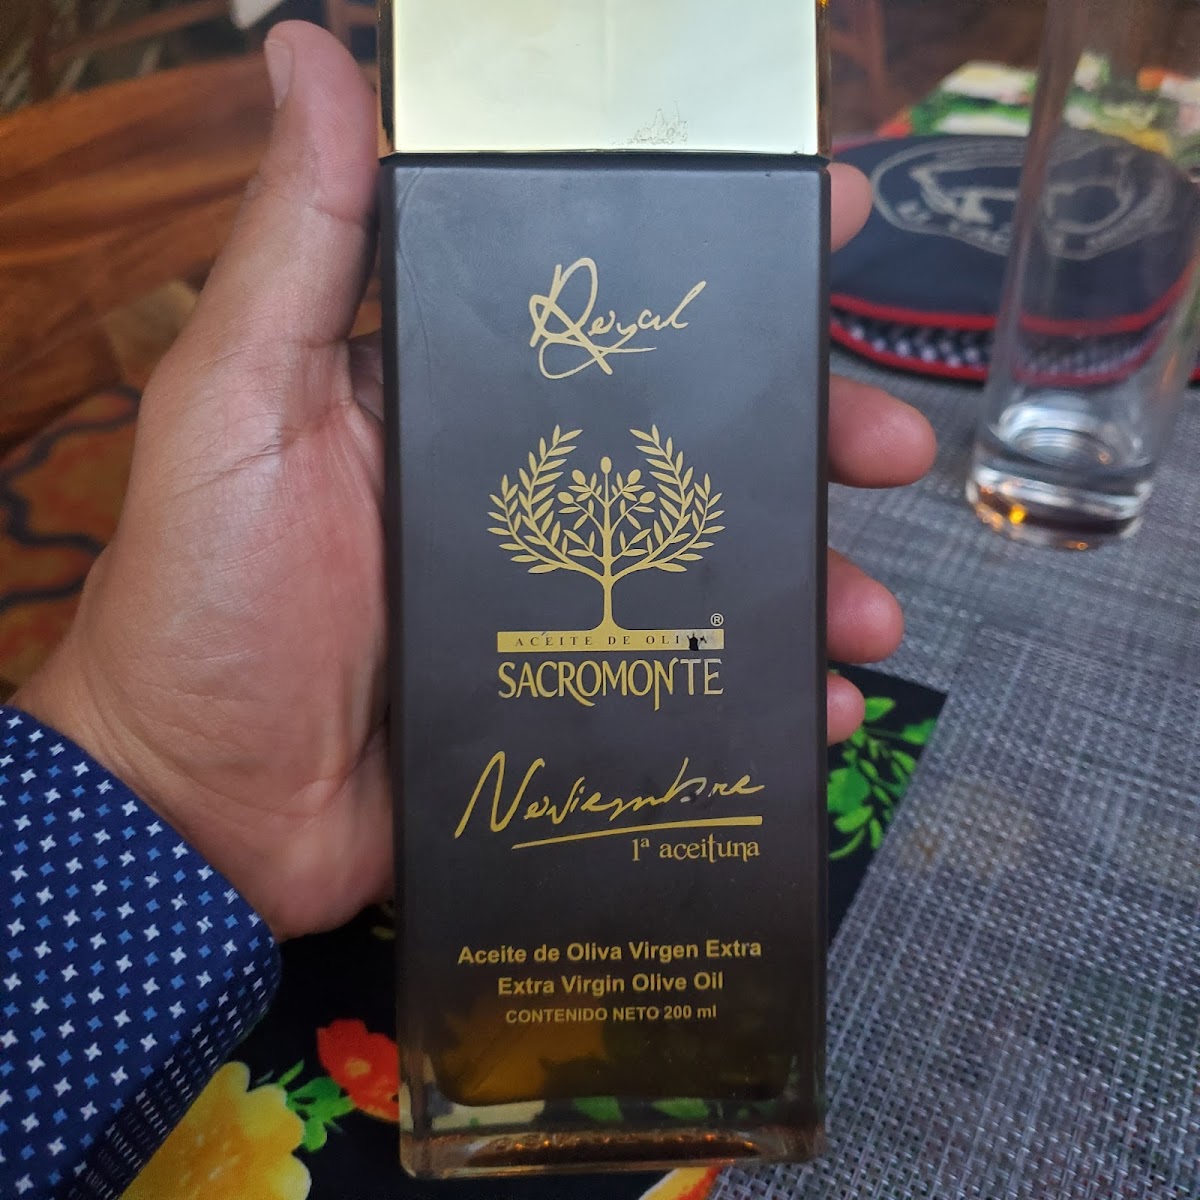 Royal
®
ACEITE DE OLIVA
SACROMONTE
Noviembre
1ª aceituna
Aceite de Oliva Virgen Extra
Extra Virgin Olive Oil
CONTENIDO NETO 200 ml